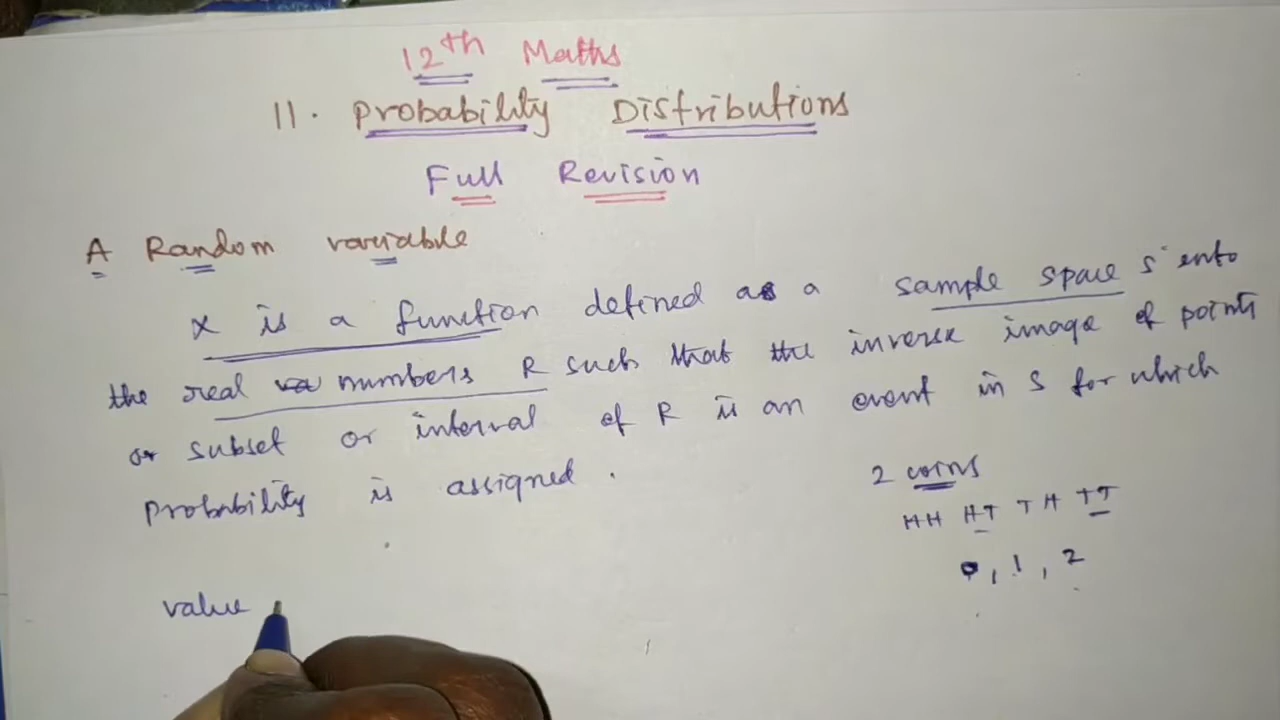 12th Maths
11. Probability Distributions
Full Revision
A Random variable
X is a function defined as a sample space S into
the real numbers R such that the inverse image of points
or subset or interval of R is an event in S for which
probability is assigned.
2 coins
HH HT TH TT
0, 1, 2
value